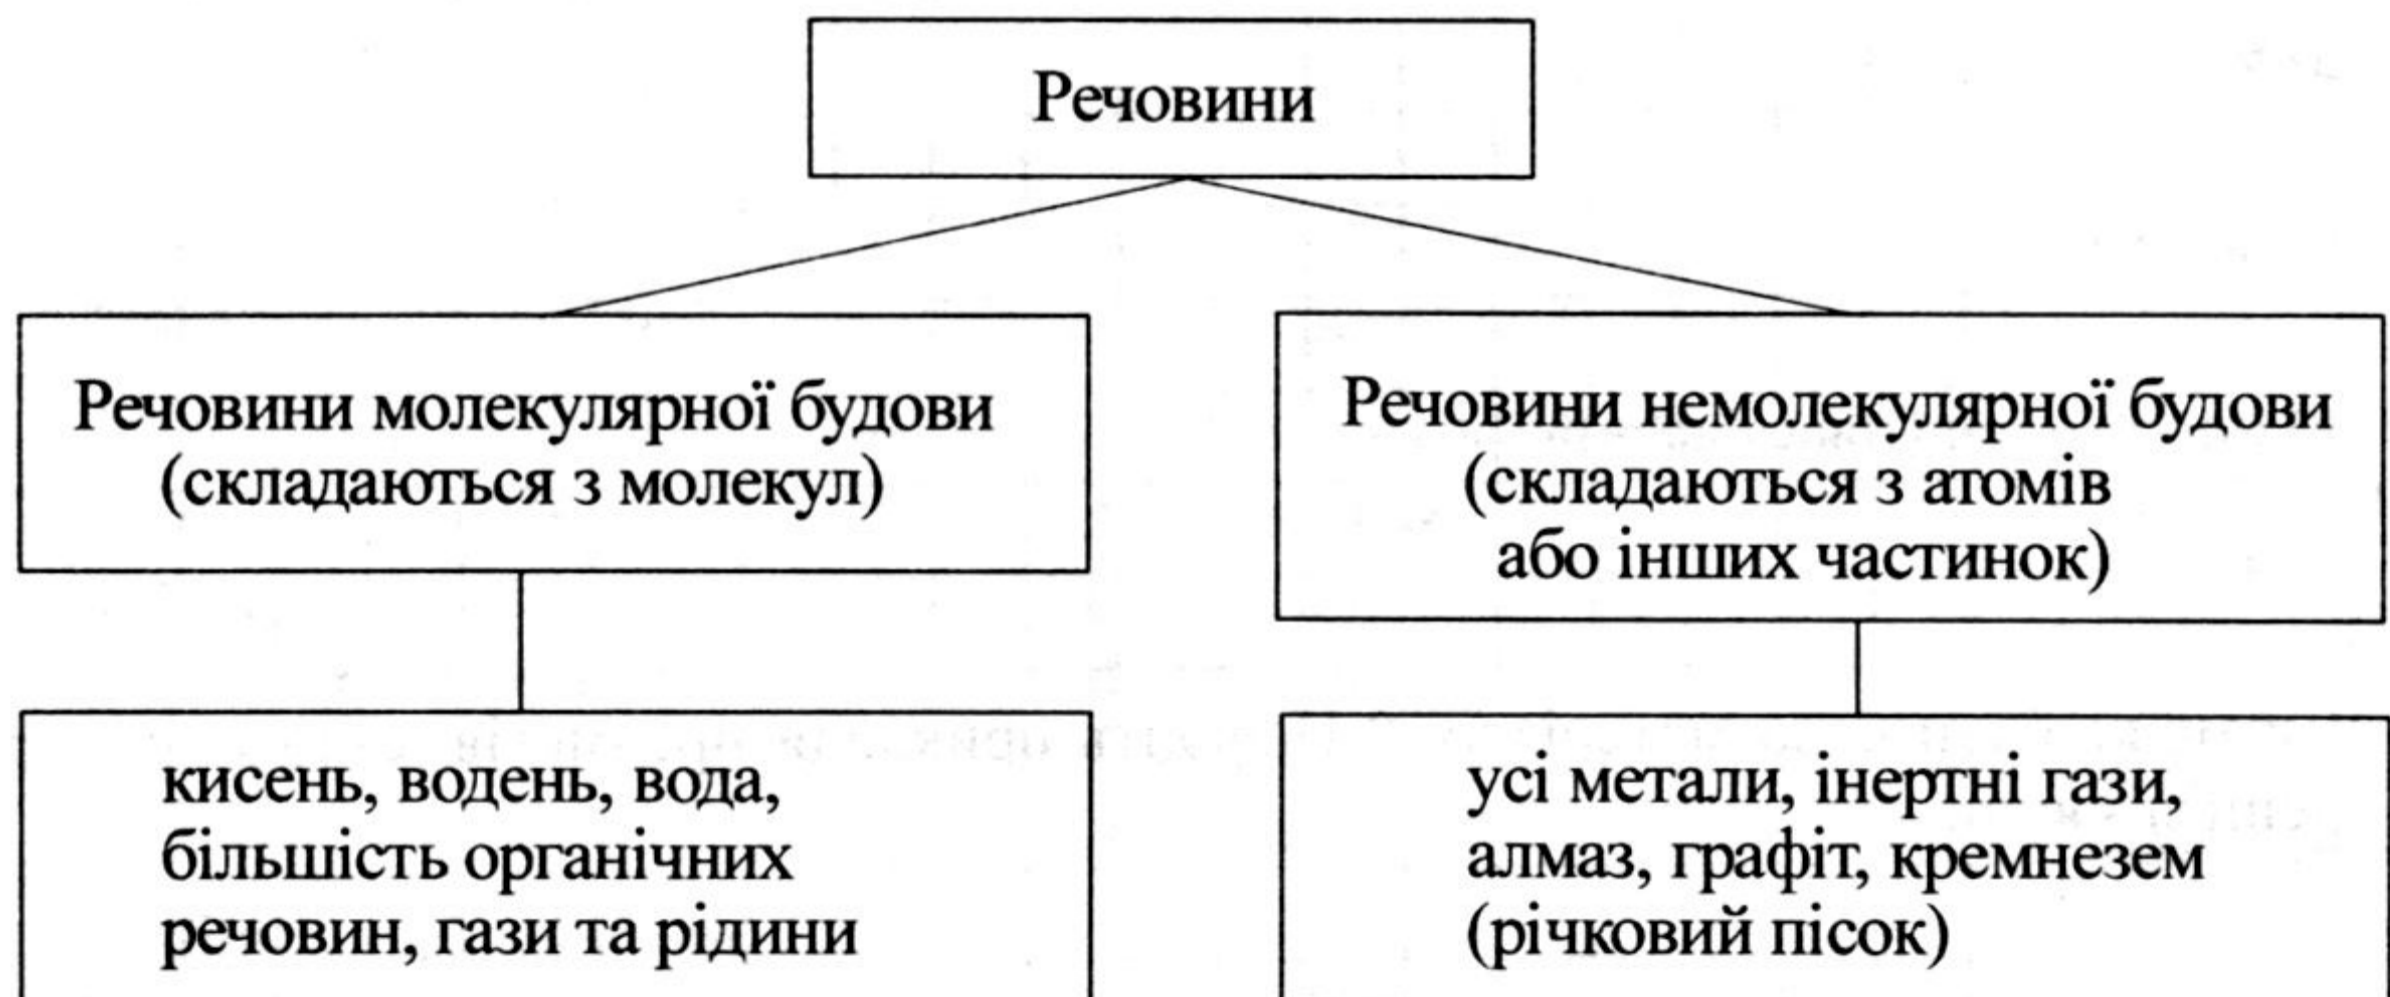 Речовини
Речовини молекулярної будови
(складаються з молекул)
Речовини немолекулярної будови
(складаються з атомів
або інших частинок)
кисень, водень, вода,
більшість органічних
речовин, гази та рідини
усі метали, інертні гази,
алмаз, графіт, кремнезем
(річковий пісок)